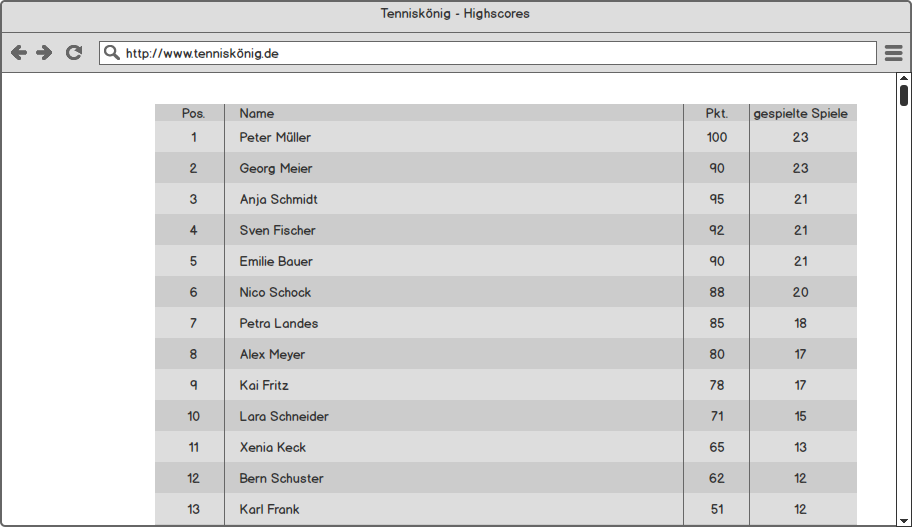 Tenniskönig - Highscores
http://www.tenniskönig.de
Pos. Name Pkt. gespielte Spiele
1 Peter Müller 100 23
2 Georg Meier 90 23
3 Anja Schmidt 95 21
4 Sven Fischer 92 21
5 Emilie Bauer 90 21
6 Nico Schock 88 20
7 Petra Landes 85 18
8 Alex Meyer 80 17
9 Kai Fritz 78 17
10 Lara Schneider 71 15
11 Xenia Keck 65 13
12 Bern Schuster 62 12
13 Karl Frank 51 12